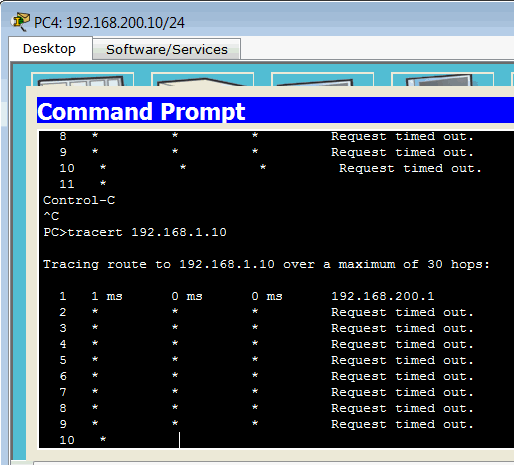 PC4: 192.168.200.10/24
Desktop Software/Services
Command Prompt
8 * * * Request timed out.
9 * * * Request timed out.
10 * * * Request timed out.
11 *
Control-C
^C
PC>tracert 192.168.1.10
Tracing route to 192.168.1.10 over a maximum of 30 hops:
1 1 ms 0 ms 0 ms 192.168.200.1
2 * * * Request timed out.
3 * * * Request timed out.
4 * * * Request timed out.
5 * * * Request timed out.
6 * * * Request timed out.
7 * * * Request timed out.
8 * * * Request timed out.
9 * * * Request timed out.
10 *